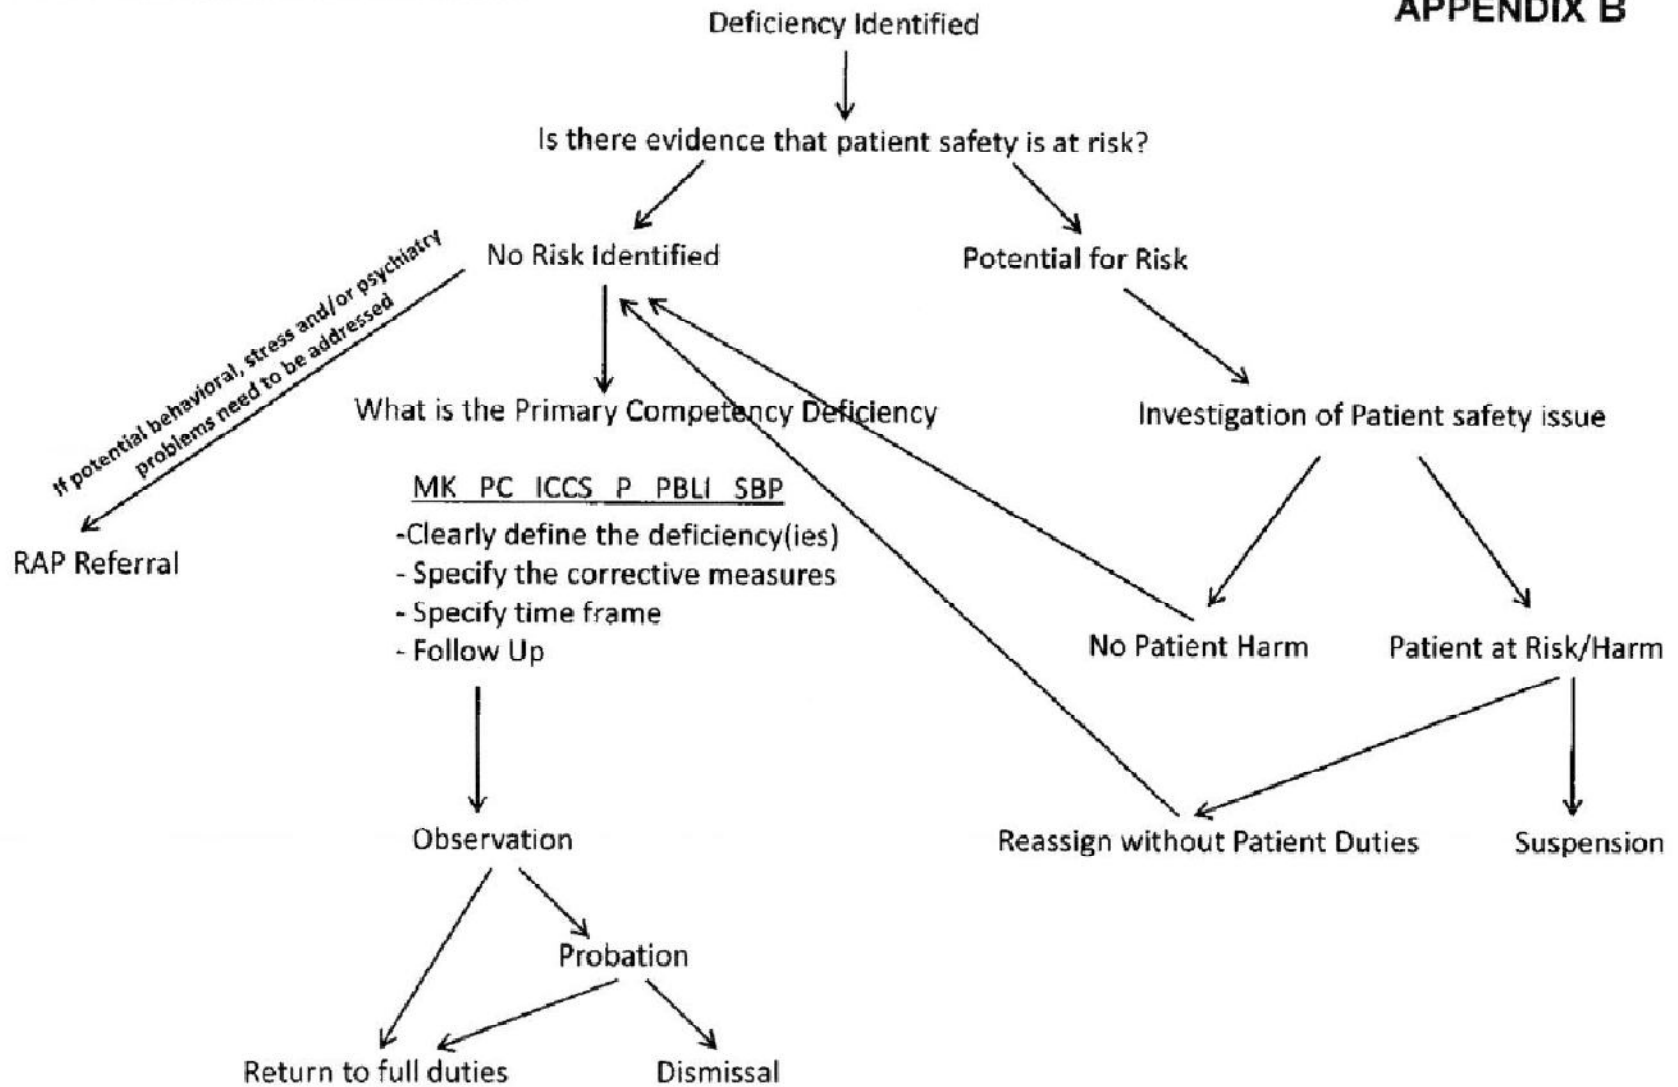 APPENDIX B
Deficiency Identified
Is there evidence that patient safety is at risk?
No Risk Identified
Potential for Risk
If potential behavioral, stress and/or psychiatry
problems need to be addressed
What is the Primary Competency Deficiency
Investigation of Patient safety issue
MK PC ICCS P PBLI SBP
-Clearly define the deficiency(ies)
- Specify the corrective measures
- Specify time frame
- Follow Up
RAP Referral
No Patient Harm
Patient at Risk/Harm
Observation
Reassign without Patient Duties
Suspension
Probation
Return to full duties
Dismissal